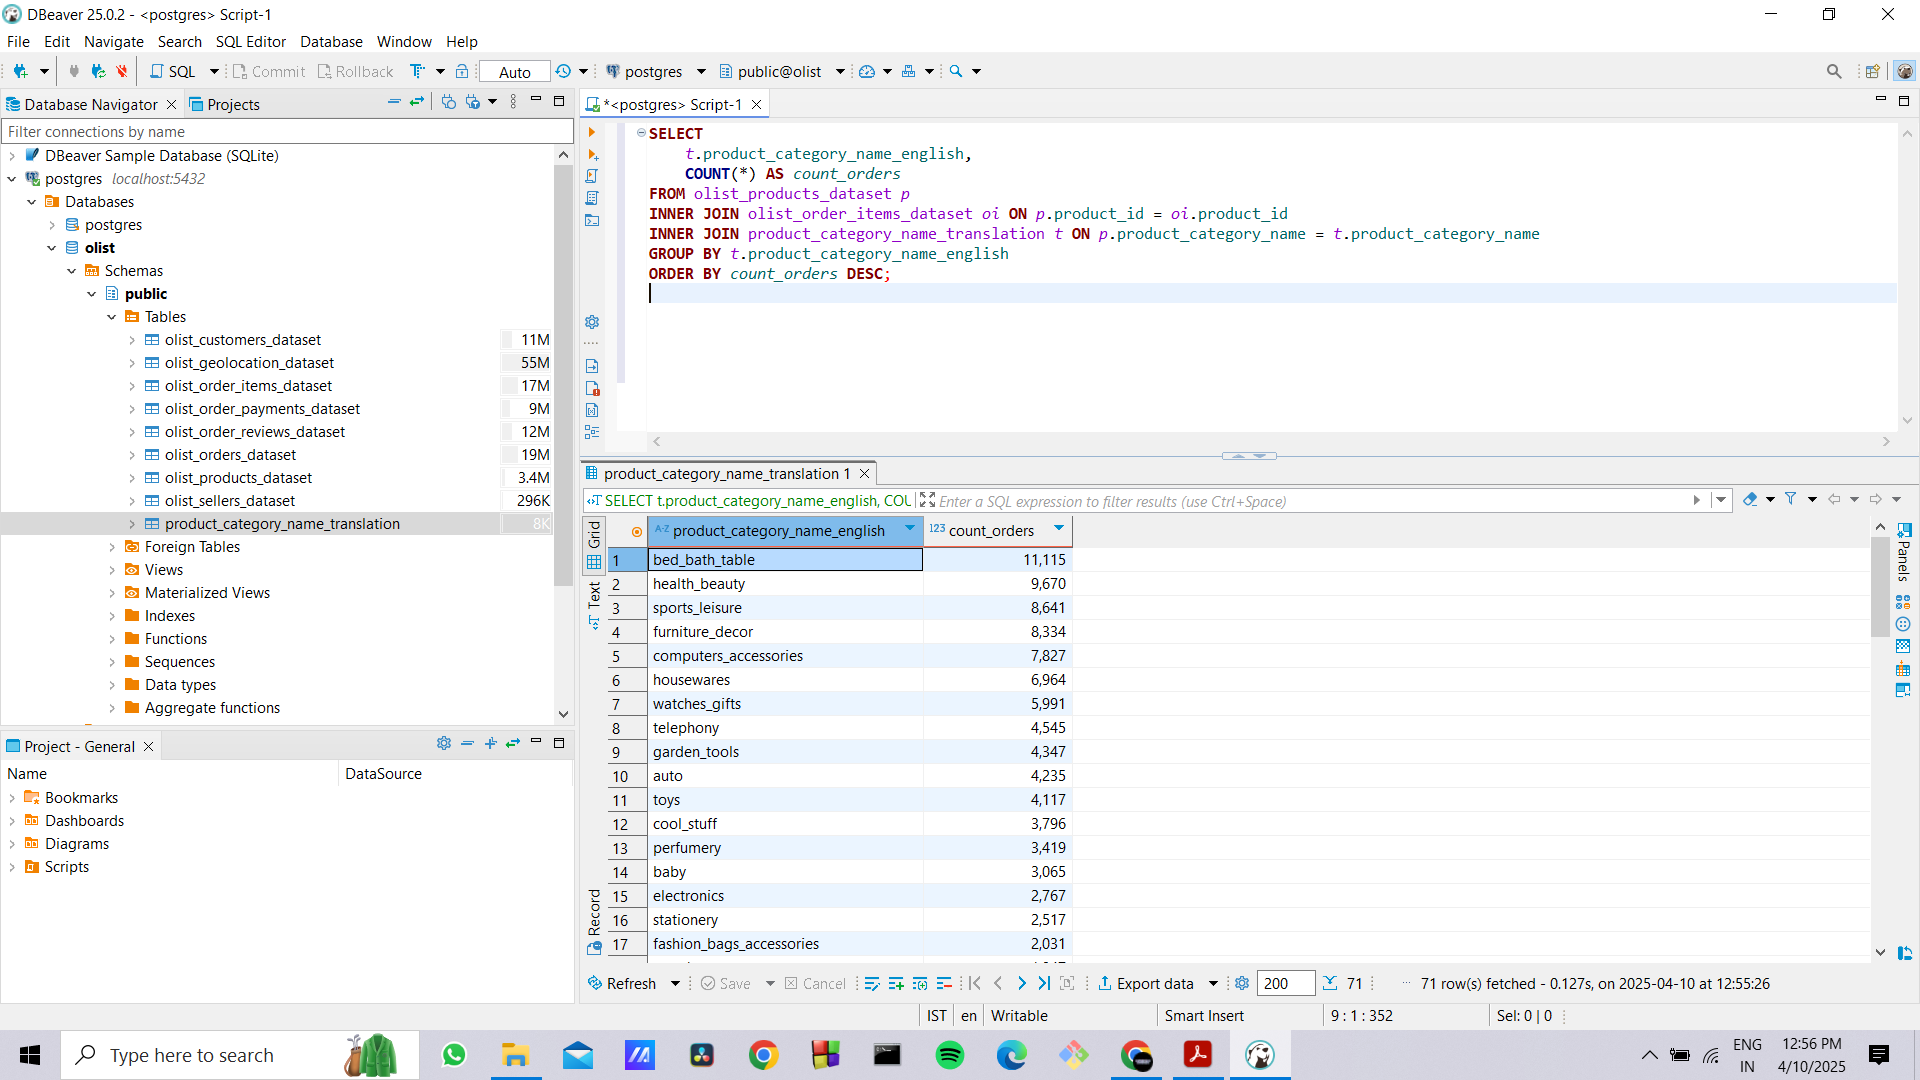 DBeaver 25.0.2 - <postgres> Script-1
File Edit Navigate Search SQL Editor Database Window Help
SQL Commit Rollback Auto postgres public@olist
Database Navigator Projects
Filter connections by name
DBeaver Sample Database (SQLite)
postgres localhost:5432
Databases
postgres
olist
Schemas
public
Tables
olist_customers_dataset 11M
olist_geolocation_dataset 55M
olist_order_items_dataset 17M
olist_order_payments_dataset 9M
olist_order_reviews_dataset 12M
olist_orders_dataset 19M
olist_products_dataset 3.4M
olist_sellers_dataset 296K
product_category_name_translation 8K
Foreign Tables
Views
Materialized Views
Indexes
Functions
Sequences
Data types
Aggregate functions
Project - General
Name DataSource
Bookmarks
Dashboards
Diagrams
Scripts
*<postgres> Script-1
SELECT
t.product_category_name_english,
COUNT(*) AS count_orders
FROM olist_products_dataset p
INNER JOIN olist_order_items_dataset oi ON p.product_id = oi.product_id
INNER JOIN product_category_name_translation t ON p.product_category_name = t.product_category_name
GROUP BY t.product_category_name_english
ORDER BY count_orders DESC;
product_category_name_translation 1
SELECT t.product_category_name_english, COU Enter a SQL expression to filter results (use Ctrl+Space)
Grid
Text
Record
Panels
A-Z product_category_name_english 123 count_orders
1 bed_bath_table 11,115
2 health_beauty 9,670
3 sports_leisure 8,641
4 furniture_decor 8,334
5 computers_accessories 7,827
6 housewares 6,964
7 watches_gifts 5,991
8 telephony 4,545
9 garden_tools 4,347
10 auto 4,235
11 toys 4,117
12 cool_stuff 3,796
13 perfumery 3,419
14 baby 3,065
15 electronics 2,767
16 stationery 2,517
17 fashion_bags_accessories 2,031
Refresh Save Cancel Export data 200 71 71 row(s) fetched - 0.127s, on 2025-04-10 at 12:55:26
IST en Writable Smart Insert 9 : 1 : 352 Sel: 0 | 0
Type here to search
ENG
IN
12:56 PM
4/10/2025